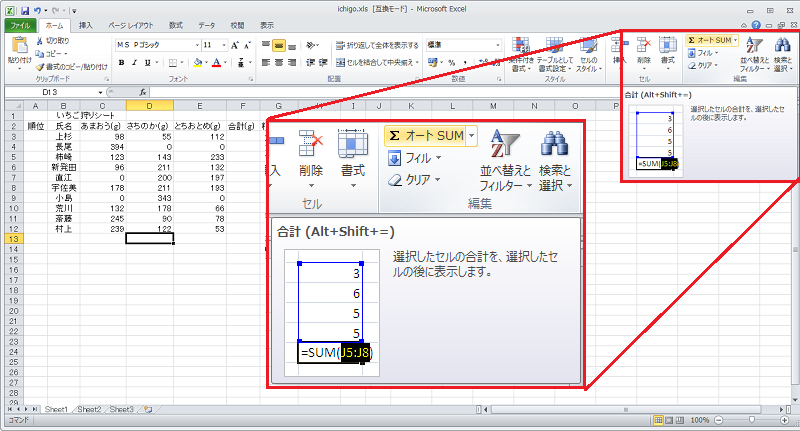 ichigo.xls [互換モード] - Microsoft Excel
ファイル ホーム 挿入 ページ レイアウト 数式 データ 校閲 表示
切り取り
コピー
書式のコピー/貼り付け
貼り付け
クリップボード
ＭＳ Ｐゴシック 11
B I U
フォント
折り返して全体を表示する
セルを結合して中央揃え
配置
標準
数値
条件付き書式
テーブルとして書式設定
セルのスタイル
スタイル
挿入 削除 書式
セル
Σ オート SUM
フィル
クリア
並べ替えとフィルター
検索と選択
編集
D13 fx
A B C D E F G H I J K L M N O P
1 いちご狩りシート
2 順位 氏名 あまおう(g) さちのか(g) とちおとめ(g) 合計(g)
3 上杉 98 55 112
4 長尾 394 0 0
5 柿崎 123 143 233
6 新発田 96 211 132
7 直江 0 200 197
8 宇佐美 178 211 193
9 小島 0 343 0
10 荒川 132 178 66
11 斎藤 245 90 78
12 村上 239 122 53
13
14
15
16
17
18
19
20
21
22
23
24
25
26
27
28
29
合計 (Alt+Shift+=)
選択したセルの合計を、選択したセルの後に表示します。
3
6
5
5
=SUM(J5:J8)
入 削除 書式
セル
Σ オート SUM
フィル
クリア
並べ替えと
フィルター
検索と
選択
編集
合計 (Alt+Shift+=)
選択したセルの合計を、選択したセ
ルの後に表示します。
3
6
5
5
=SUM(J5:J8)
Sheet1 Sheet2 Sheet3
コマンド 100%